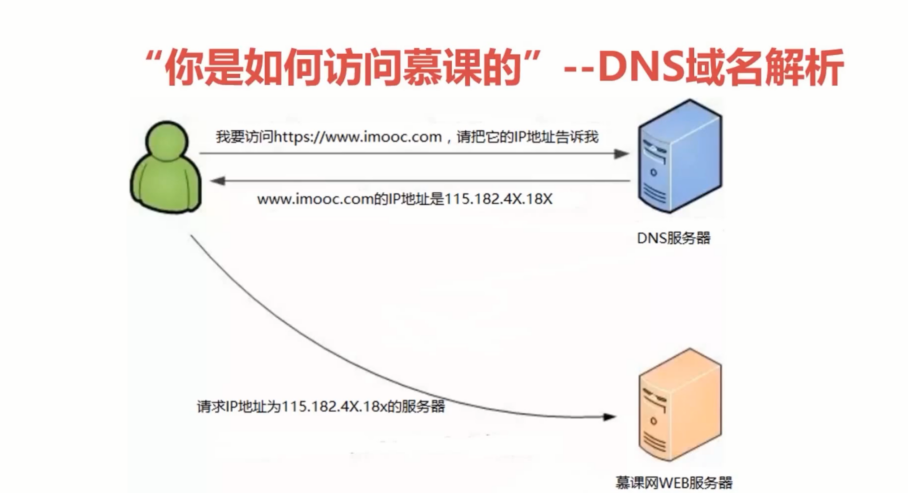 “你是如何访问慕课的”--DNS域名解析
我要访问https://www.imooc.com，请把它的IP地址告诉我
www.imooc.com的IP地址是115.182.4X.18X
DNS服务器
请求IP地址为115.182.4X.18x的服务器
慕课网WEB服务器